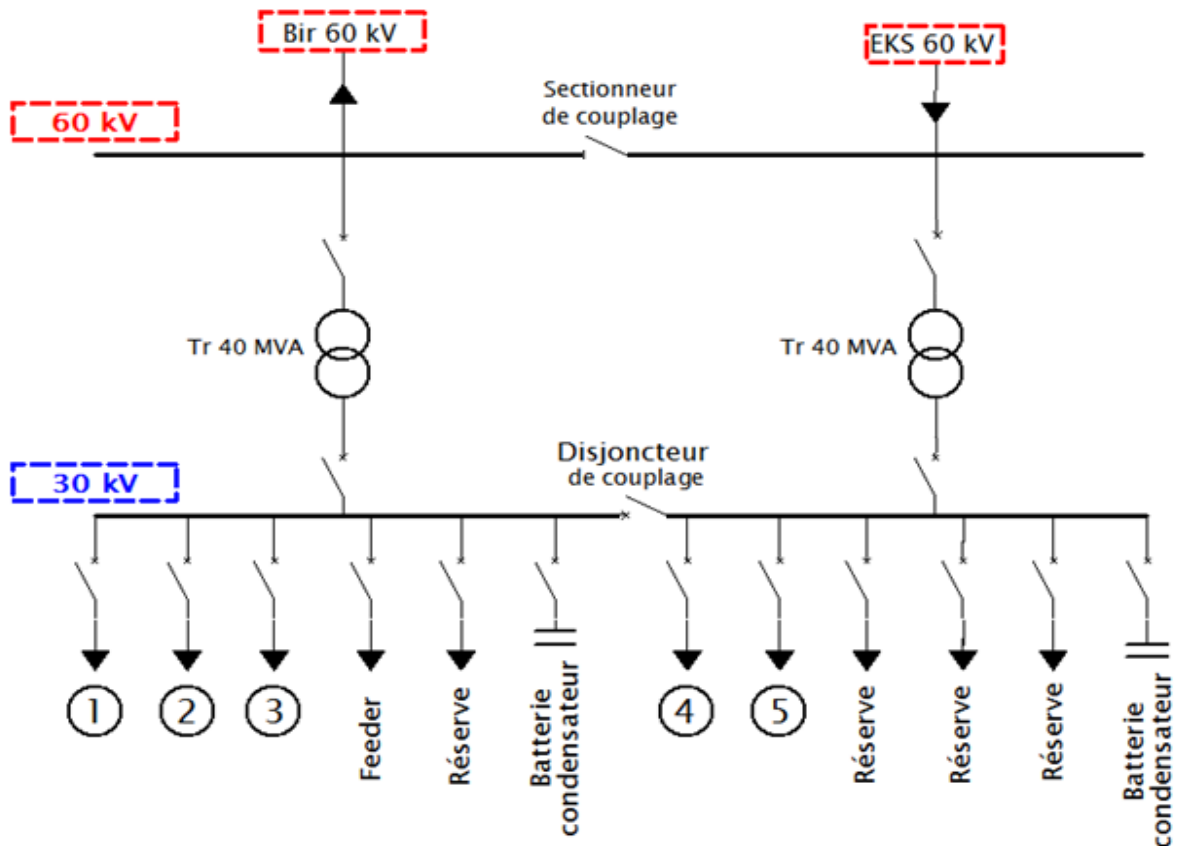 Bir 60 kV
EKS 60 kV
Sectionneur
de couplage
60 kV
Tr 40 MVA
Tr 40 MVA
Disjoncteur
de couplage
30 kV
1
2
3
Feeder
Réserve
Batterie
condensateur
4
5
Réserve
Réserve
Réserve
Batterie
condensateur